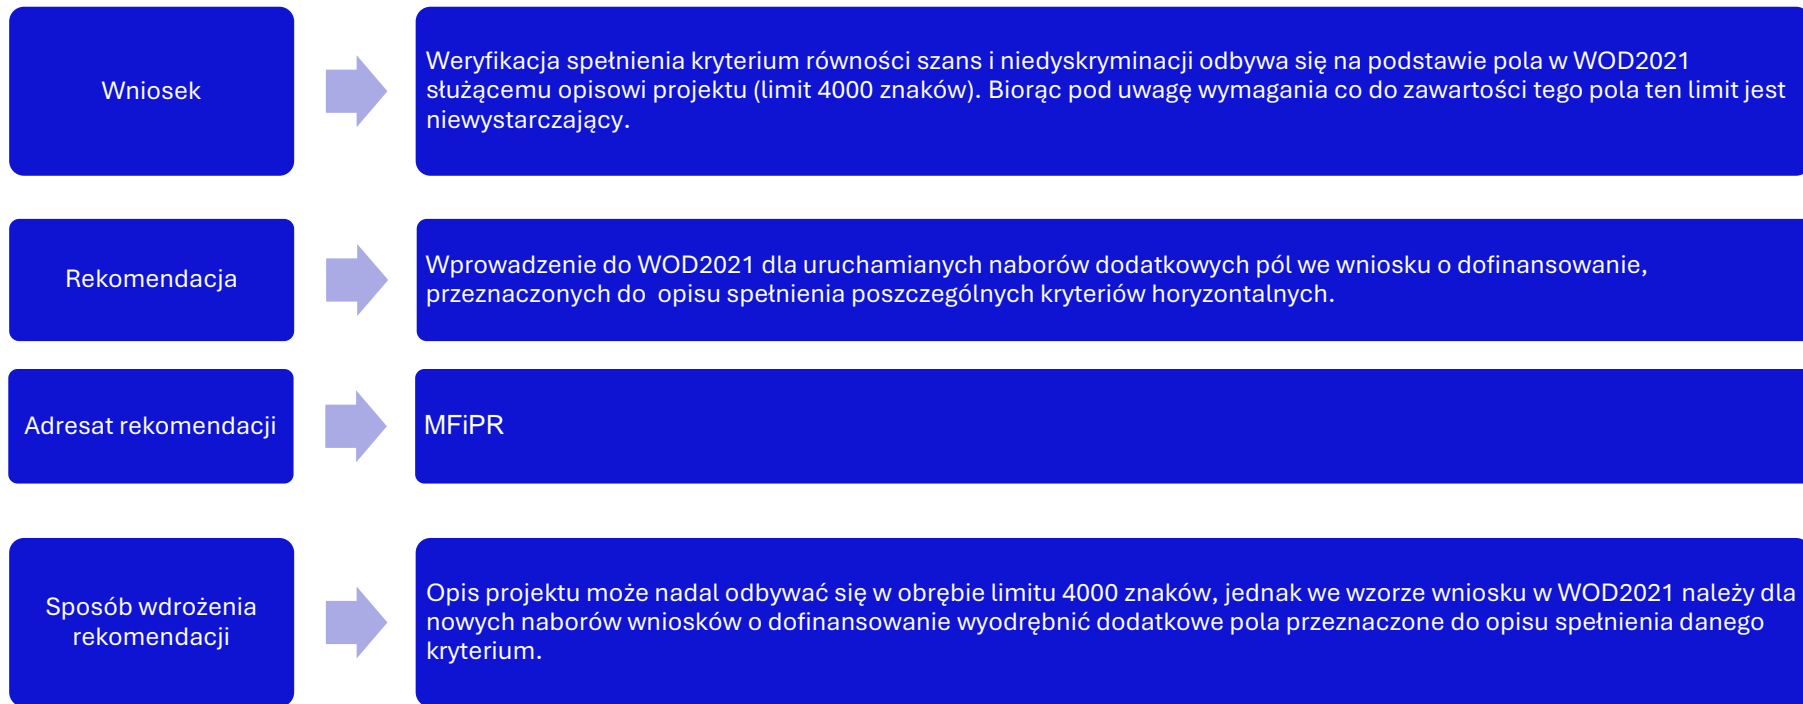 Wniosek
Weryfikacja spełnienia kryterium równości szans i niedyskryminacji odbywa się na podstawie pola w WOD2021
służącemu opisowi projektu (limit 4000 znaków). Biorąc pod uwagę wymagania co do zawartości tego pola ten limit jest
niewystarczający.
Rekomendacja
Wprowadzenie do WOD2021 dla uruchamianych naborów dodatkowych pól we wniosku o dofinansowanie,
przeznaczonych do opisu spełnienia poszczególnych kryteriów horyzontalnych.
Adresat rekomendacji
MFiPR
Sposób wdrożenia
rekomendacji
Opis projektu może nadal odbywać się w obrębie limitu 4000 znaków, jednak we wzorze wniosku w WOD2021 należy dla
nowych naborów wniosków o dofinansowanie wyodrębnić dodatkowe pola przeznaczone do opisu spełnienia danego
kryterium.